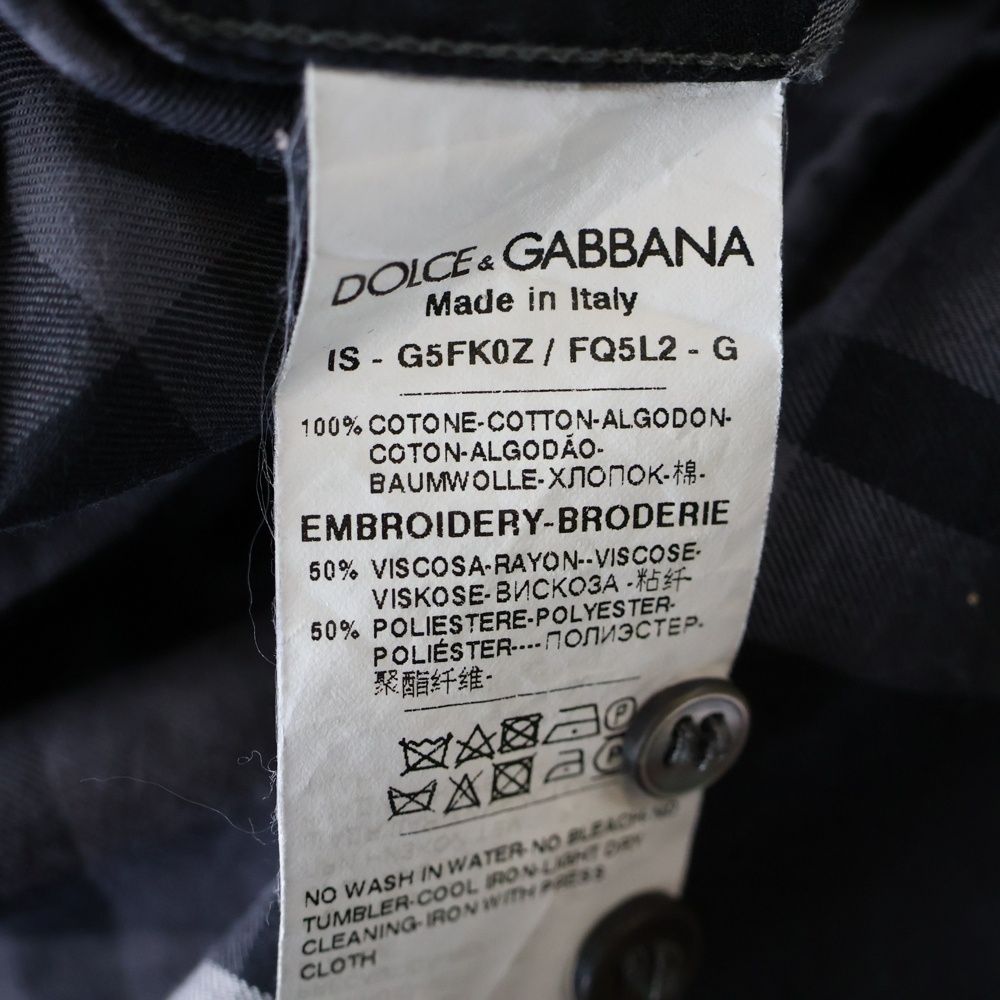 DOLCE & GABBANA
Made in Italy
IS - G5FK0Z / FQ5L2 - G
100% COTONE-COTTON-ALGODON-
COTON-ALGODÃO-
BAUMWOLLE-ХЛОПОК-棉-
EMBROIDERY-BRODERIE
50% VISCOSA-RAYON--VISCOSE-
VISKOSE-ВИСКОЗА -粘纤-
50% POLIESTERE-POLYESTER-
POLIÉSTER----ПОЛИЭСТЕР-
聚酯纤维-
P
NO WASH IN WATER-NO BLEACH-NO
TUMBLER-COOL IRON-LIGHT DRY
CLEANING-IRON WITH PRESS
CLOTH